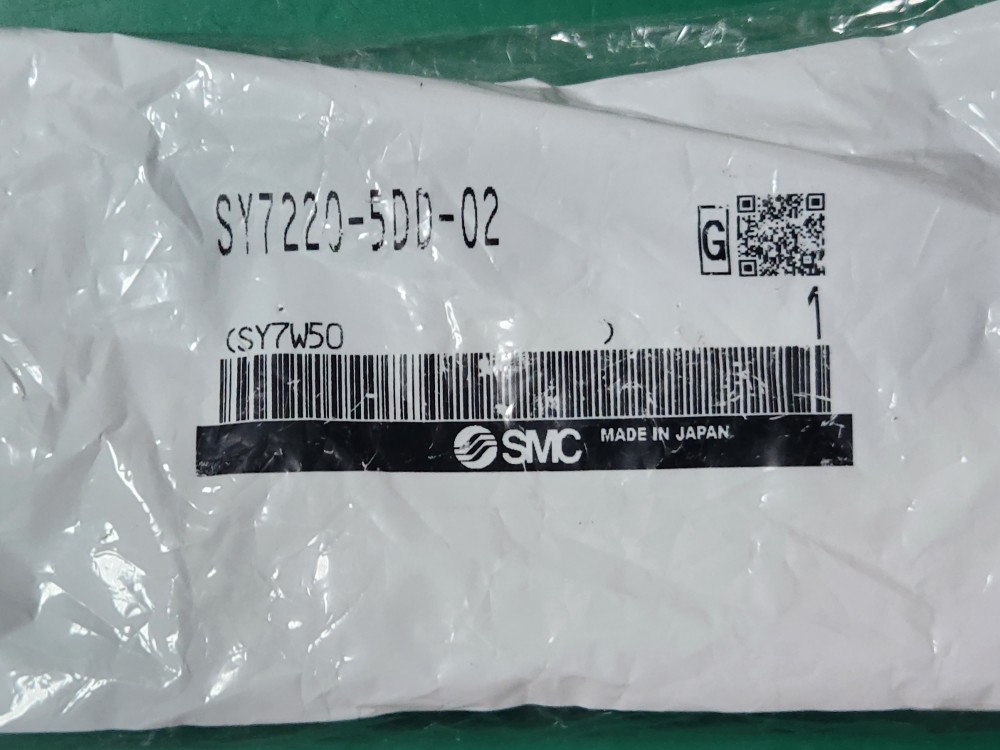 SY7220-5DD-02
G
1
(SY7W50 )
SMC MADE IN JAPAN